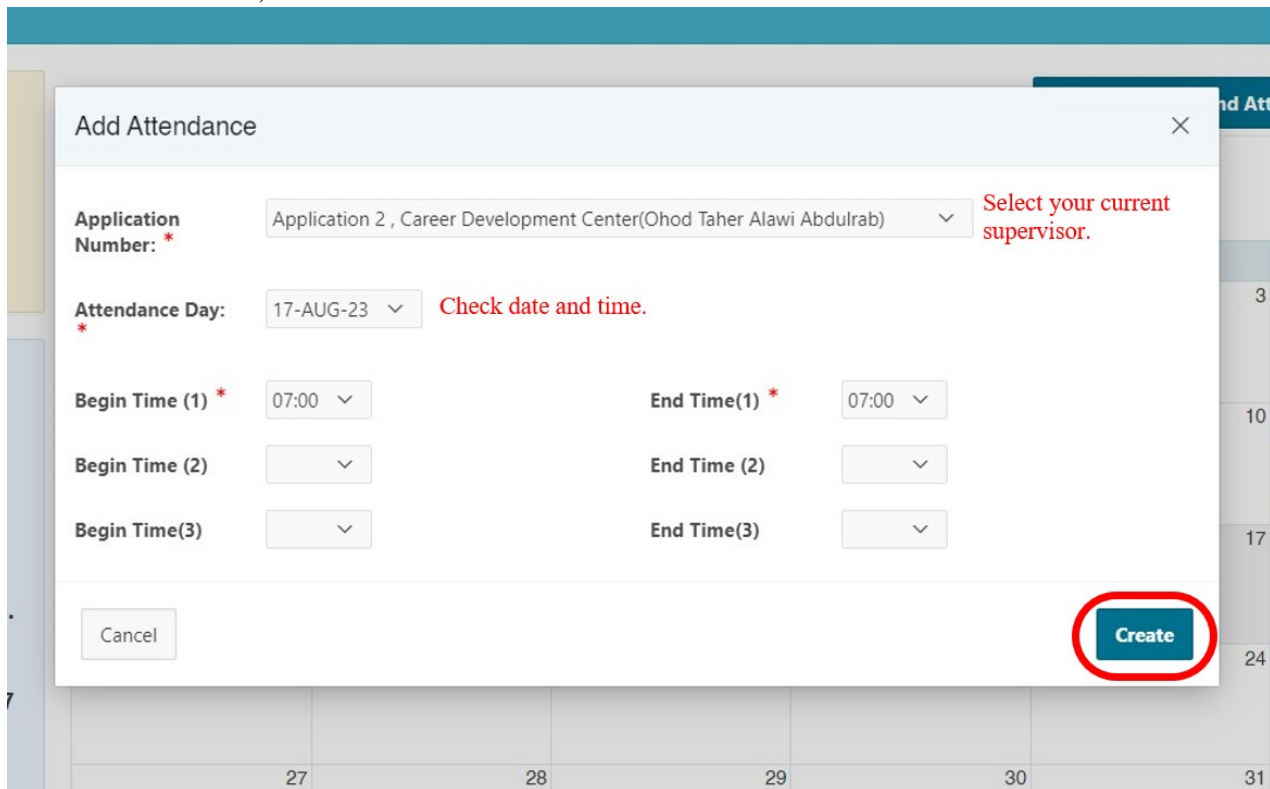 nd Att
Add Attendance
Application Number: *
Application 2 , Career Development Center(Ohod Taher Alawi Abdulrab)
Select your current
supervisor.
3
Attendance Day: *
17-AUG-23
Check date and time.
Begin Time (1) *
07:00
End Time(1) *
07:00
10
Begin Time (2)
End Time (2)
Begin Time(3)
End Time(3)
17
Cancel
Create
24
7
27
28
29
30
31